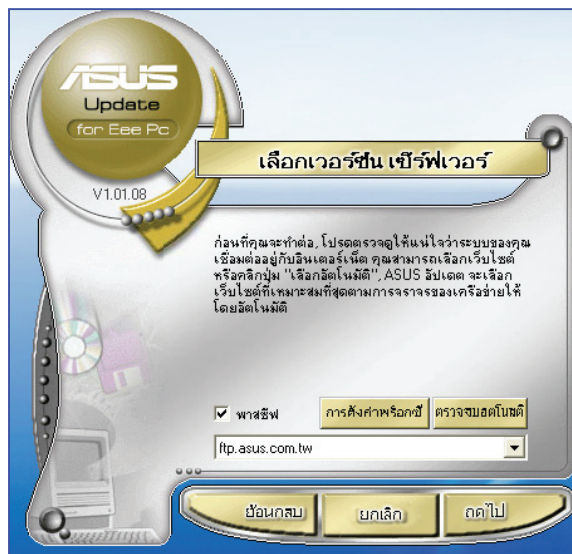 ASUS
Update
for Eee Pc
V1.01.08
เลือกเวอร์ชัน เซิร์ฟเวอร์
ก่อนที่คุณจะทำต่อ, โปรดตรวจดูให้แน่ใจว่าระบบของคุณ
เชื่อมต่ออยู่กับอินเตอร์เน็ต คุณสามารถเลือกเว็บไซต์
หรือคลิกปุ่ม "เลือกอัตโนมัติ", ASUS อัปเดต จะเลือก
เว็บไซต์ที่เหมาะสมที่สุดตามการจราจรของเครือข่ายให้
โดยอัตโนมัติ
พาสซีฟ
การตั้งค่าพร็อกซี่ ตรวจจับอัตโนมัติ
ftp.asus.com.tw
ย้อนกลับ ยกเลิก ถัดไป